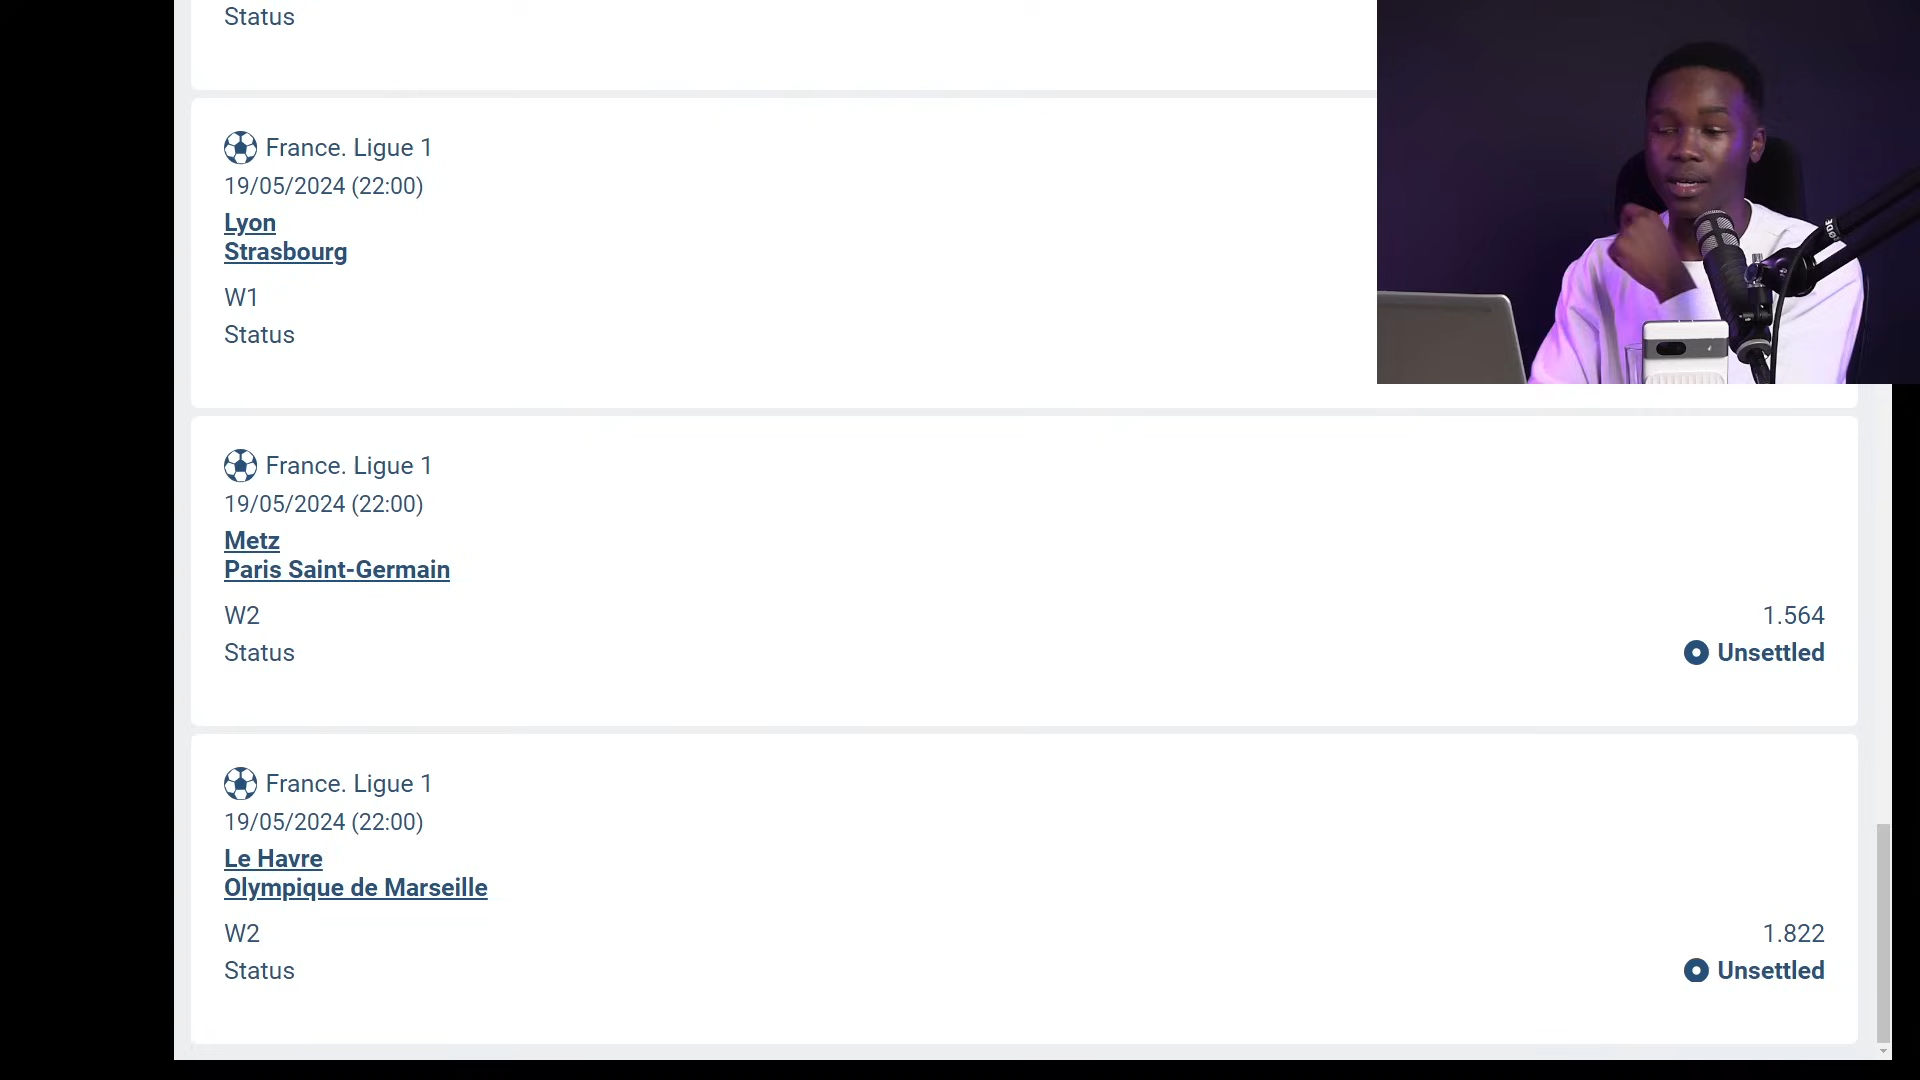 Status
France. Ligue 1
19/05/2024 (22:00)
Lyon
Strasbourg
W1
Status
France. Ligue 1
19/05/2024 (22:00)
Metz
Paris Saint-Germain
W2
1.564
Status
Unsettled
France. Ligue 1
19/05/2024 (22:00)
Le Havre
Olympique de Marseille
W2
1.822
Status
Unsettled
RØDE